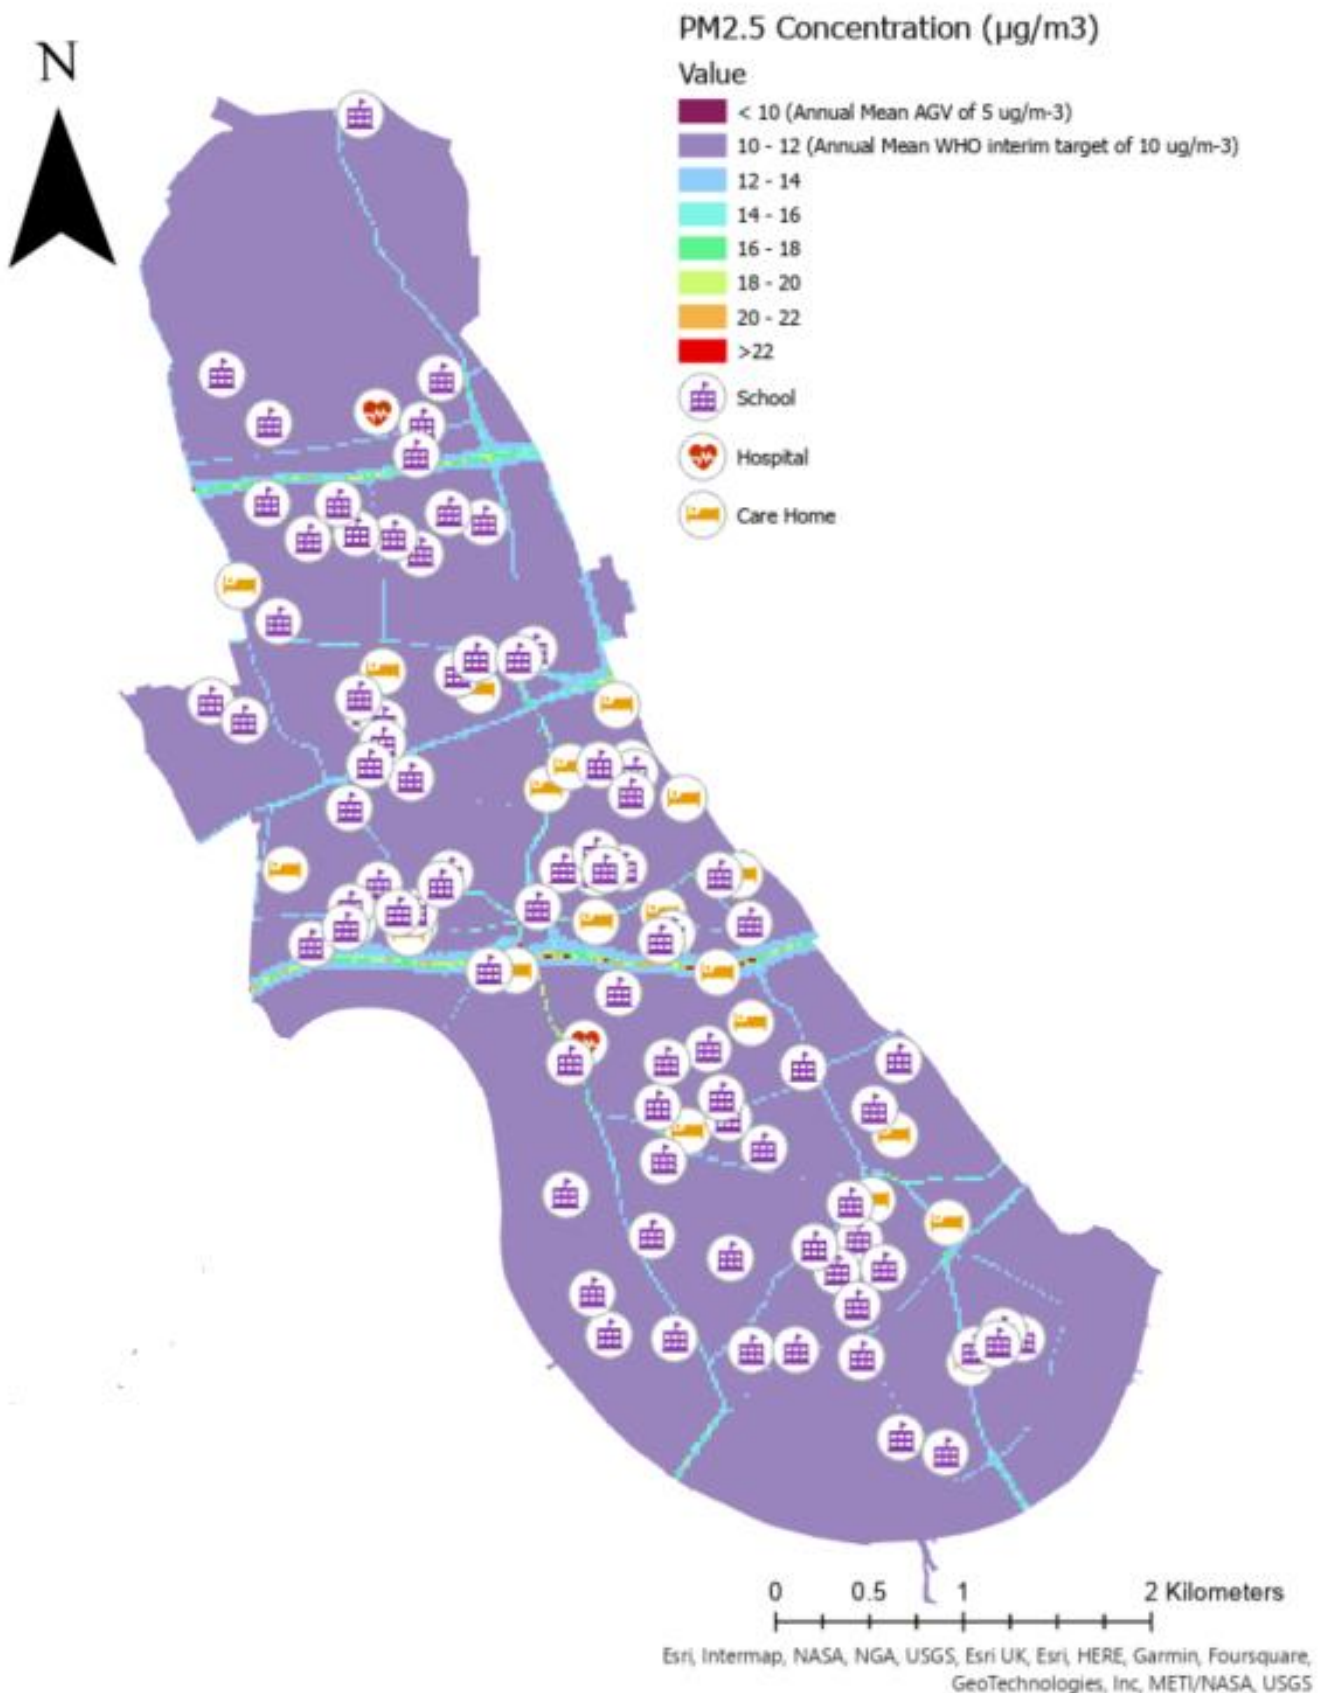 PM2.5 Concentration (µg/m3)
N
Value
< 10 (Annual Mean AGV of 5 ug/m-3)
10 - 12 (Annual Mean WHO interim target of 10 ug/m-3)
12 - 14
14 - 16
16 - 18
18 - 20
20 - 22
>22
School
Hospital
Care Home
0 0.5 1 2 Kilometers
Esri, Intermap, NASA, NGA, USGS, Esri UK, Esri, HERE, Garmin, Foursquare,
GeoTechnologies, Inc, METI/NASA, USGS